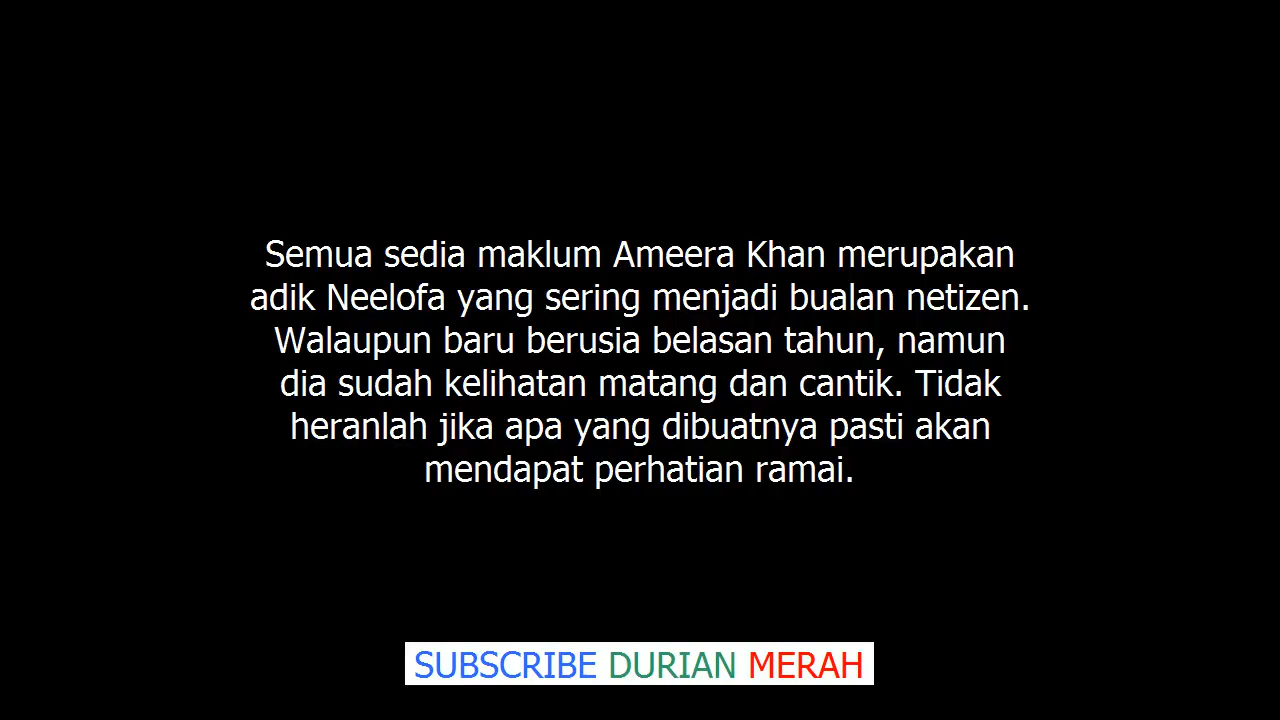 Semua sedia maklum Ameera Khan merupakan
adik Neelofa yang sering menjadi bualan netizen.
Walaupun baru berusia belasan tahun, namun
dia sudah kelihatan matang dan cantik. Tidak
heranlah jika apa yang dibuatnya pasti akan
mendapat perhatian ramai.
SUBSCRIBE DURIAN MERAH